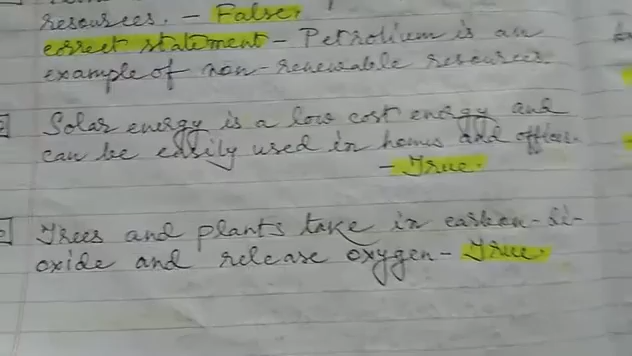 resources. - False.
correct statement - Petrolium is an
example of non-renewable resources.
Solar energy is a low cost energy and
can be easily used in homes and offices.
- True.
Trees and plants take in carbon-di-
oxide and release oxygen - True.